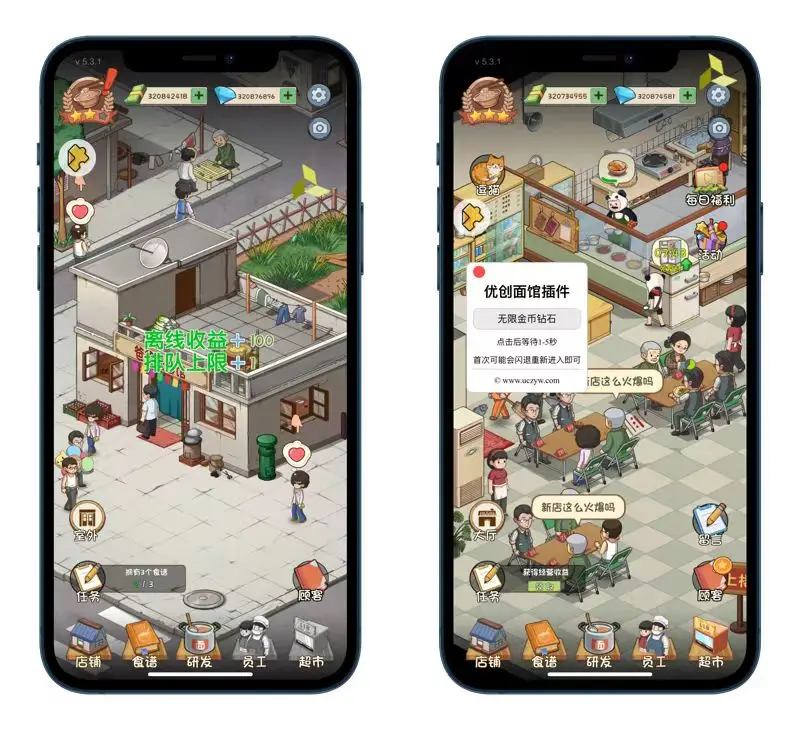 v 5.3.1
320842418
320876896
离线收益+100
排队上限+1
室外
拥有3个食谱
/ 3
任务
顾客
店铺
食谱
研发
员工
超市
v 5.3.1
320734955
320874581
逗猫
每日福利
活动
优创面馆插件
无限金币钻石
点击后等待1-5秒
首次可能会闪退重新进入即可
© www.uczyw.com
新店这么火爆吗
新店这么火爆吗
大厅
留言
任务
获得经营收益
顾客
店铺
食谱
研发
员工
超市